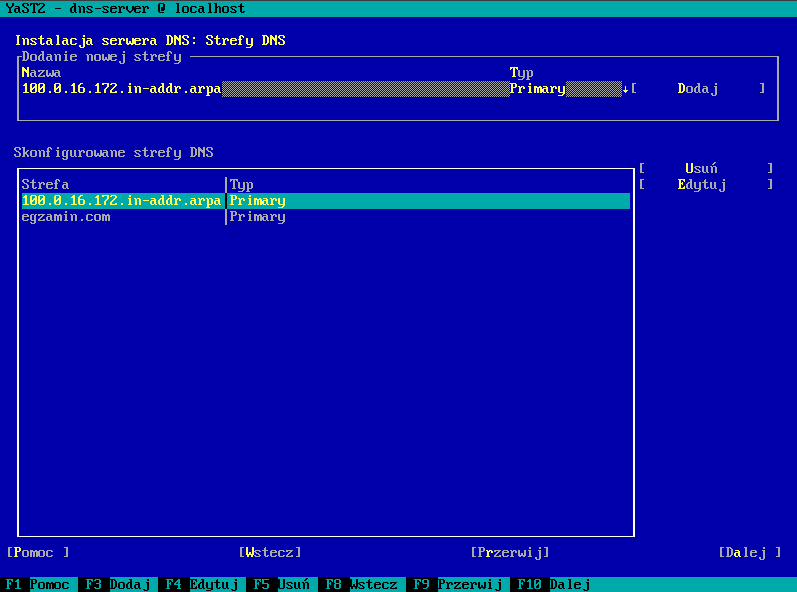 YaST2 - dns-server @ localhost
Instalacja serwera DNS: Strefy DNS
Dodanie nowej strefy
Nazwa Typ
100.0.16.172.in-addr.arpa Primary ↓[ Dodaj ]
Skonfigurowane strefy DNS
[ Usuń ]
Strefa |Typ [ Edytuj ]
100.0.16.172.in-addr.arpa|Primary
egzamin.com |Primary
[Pomoc ] [Wstecz] [Przerwij] [Dalej ]
F1 Pomoc F3 Dodaj F4 Edytuj F5 Usuń F8 Wstecz F9 Przerwij F10 Dalej